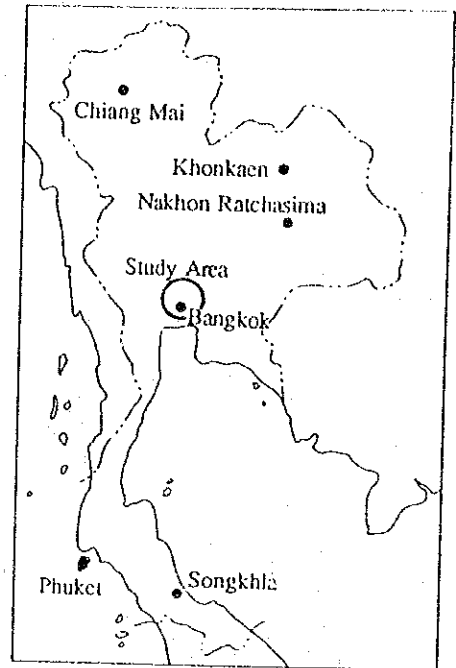 Chiang Mai
Khonkaen
Nakhon Ratchasima
Study Area
Bangkok
Phuket
Songkhla